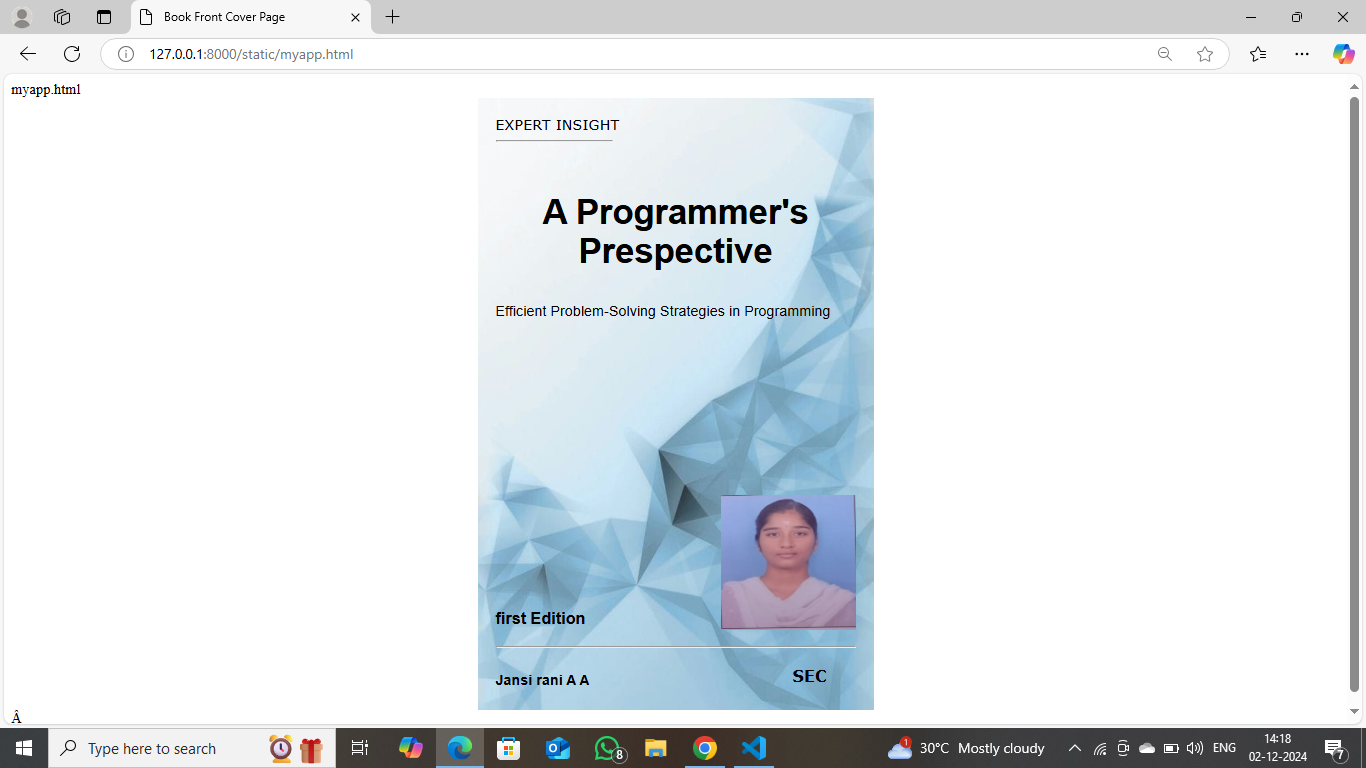 Book Front Cover Page
127.0.0.1:8000/static/myapp.html
myapp.html
EXPERT INSIGHT
A Programmer's
Prespective
Efficient Problem-Solving Strategies in Programming
first Edition
Jansi rani A A
SEC
Â
Type here to search
8
1
30°C Mostly cloudy
ENG
14:18
02-12-2024
7